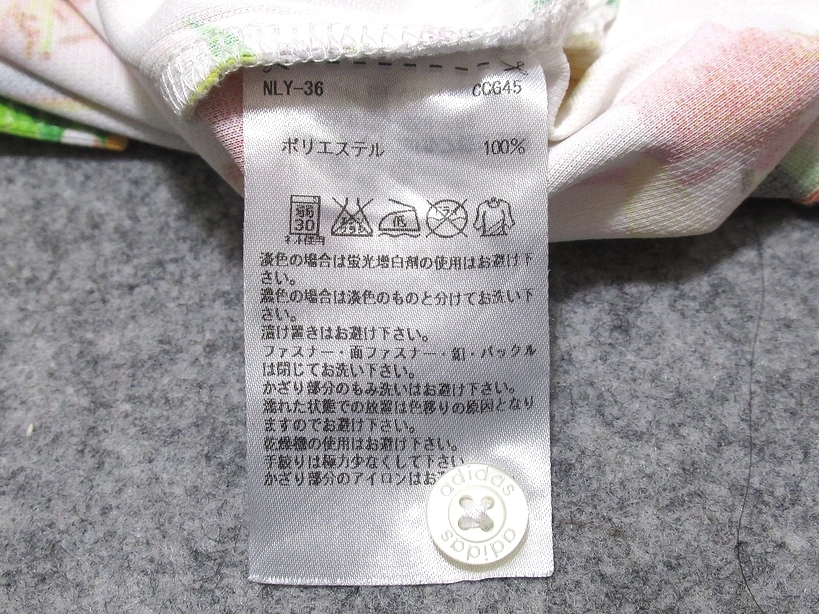 NLY-36 CCG45
ポリエステル 100%
弱
30
ネット使用
低
ドライ
淡色の場合は蛍光増白剤の使用はお避け下
さい。
濃色の場合は淡色のものと分けてお洗い下
さい。
漬け置きはお避け下さい。
ファスナー・面ファスナー・釦・バックル
は閉じてお洗い下さい。
かざり部分のもみ洗いはお避け下さい。
濡れた状態での放置は色移りの原因となり
ますのでお避け下さい。
乾燥機の使用はお避け下さい。
手絞りは極力少なくして下さい
かざり部分のアイロンはお
adidas
adidas